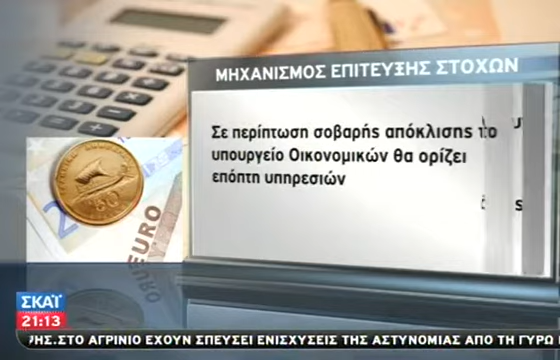 ΜΗΧΑΝΙΣΜΟΣ ΕΠΙΤΕΥΞΗΣ ΣΤΟΧΩΝ
Σε περίπτωση σοβαρής απόκλισης το
υπουργείο Οικονομικών θα ορίζει
επόπτη υπηρεσιών
EURO
ΣΚΑΪ
21:13
ΉΣ.ΣΤΟ ΑΓΡΙΝΙΟ ΕΧΟΥΝ ΣΠΕΥΣΕΙ ΕΝΙΣΧΥΣΕΙΣ ΤΗΣ ΑΣΤΥΝΟΜΙΑΣ ΑΠΟ ΤΗ ΓΥΡΩ